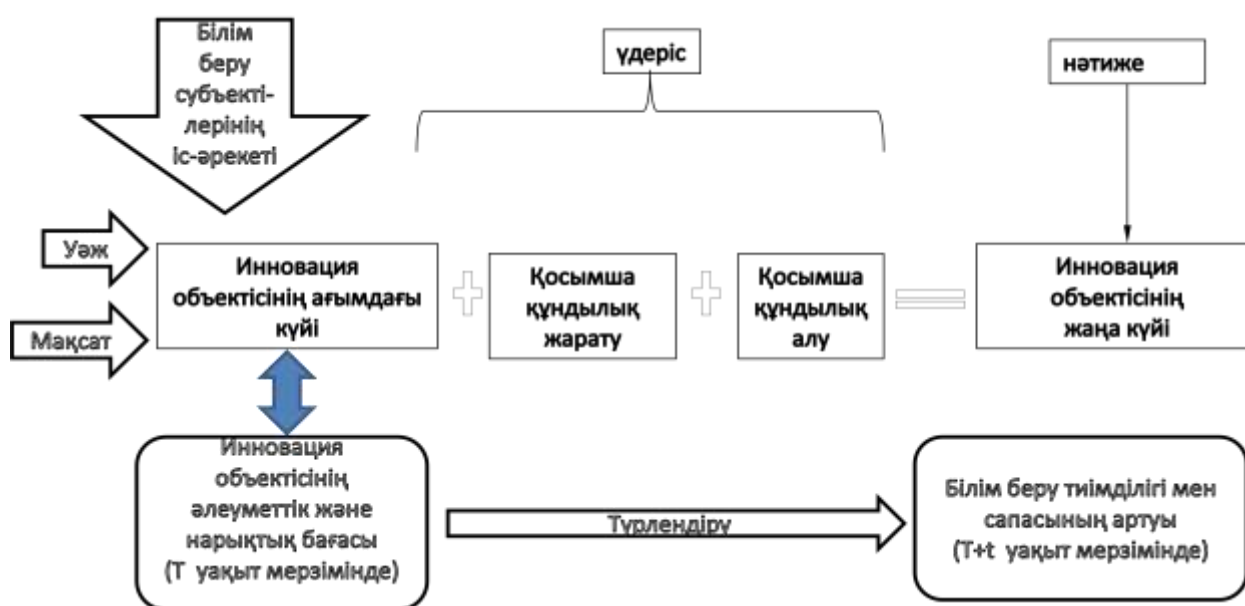 Білім
беру
субъекті-
лерінің
іс-әрекеті
үдеріс
нәтиже
Уәж
Мақсат
Инновация
объектісінің ағымдағы
күйі
+
Қосымша
құндылық
жарату
+
Қосымша
құндылық
алу
=
Инновация
объектісінің
жаңа күйі
Инновация
объектісінің
әлеуметтік және
нарықтық бағасы
(Т уақыт мерзімінде)
Түрлендіру
Білім беру тиімділігі мен
сапасының артуы
(T+t уақыт мерзімінде)